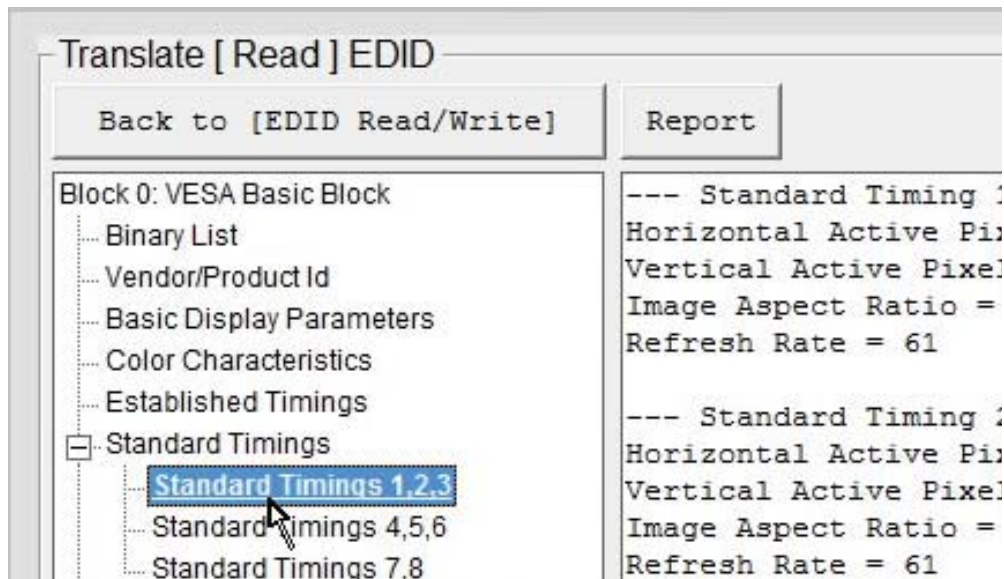 Translate [ Read ] EDID
Back to [EDID Read/Write]
Report
Block 0: VESA Basic Block
Binary List
Vendor/Product Id
Basic Display Parameters
Color Characteristics
Established Timings
Standard Timings
Standard Timings 1,2,3
Standard Timings 4,5,6
Standard Timings 7,8
--- Standard Timing
Horizontal Active
Vertical Active
Image Aspect Ratio =
Refresh Rate = 61
--- Standard Timing 2
Horizontal Active
Vertical Active
Image Aspect Ratio =
Refresh Rate = 61